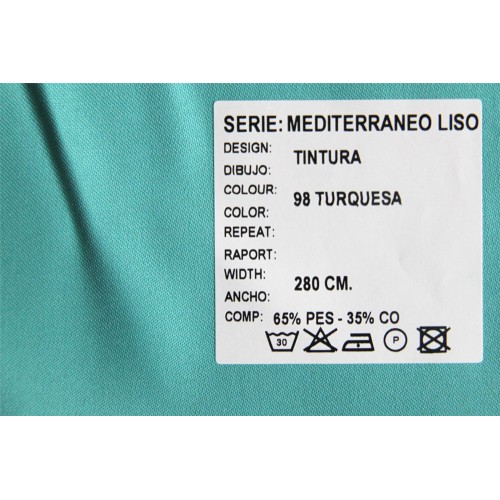 SERIE: MEDITERRANEO LISO
DESIGN:
DIBUJO: TINTURA
COLOUR:
COLOR: 98 TURQUESA
REPEAT:
RAPORT:
WIDTH:
ANCHO: 280 CM.
COMP: 65% PES - 35% CO
30 P